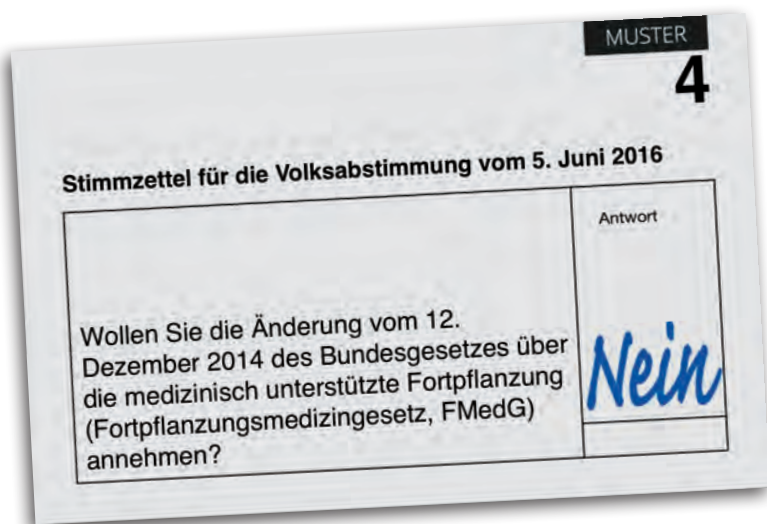 MUSTER
4
Stimmzettel für die Volksabstimmung vom 5. Juni 2016
Antwort
Wollen Sie die Änderung vom 12.
Dezember 2014 des Bundesgesetzes über
die medizinisch unterstützte Fortpflanzung
(Fortpflanzungsmedizingesetz, FMedG)
annehmen?
Nein